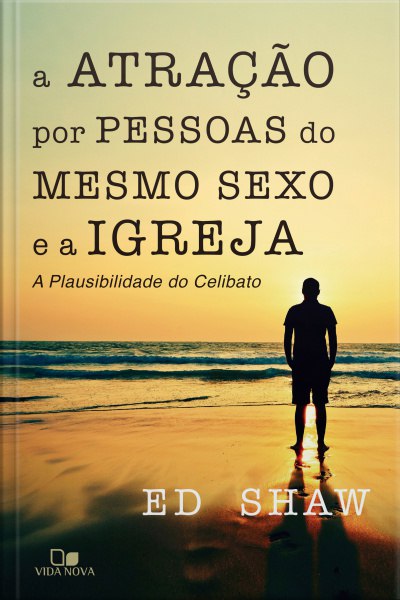 a ATRAÇÃO
por PESSOAS do
MESMO SEXO
e a IGREJA
A Plausibilidade do Celibato
ED SHAW
VIDA NOVA